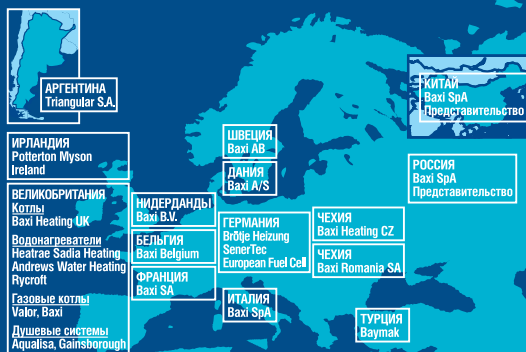 АРГЕНТИНА
Triangular S.A.
КИТАЙ
Baxi SpA
Представительство
ИРЛАНДИЯ
Potterton Myson
Ireland
ШВЕЦИЯ
Baxi AB
ДАНИЯ
Baxi A/S
РОССИЯ
Baxi SpA
Представительство
ВЕЛИКОБРИТАНИЯ
Котлы
Baxi Heating UK
Водонагреватели
Heatrae Sadia Heating
Andrews Water Heating
Rycroft
Газовые котлы
Valor, Baxi
Душевые системы
Aqualisa, Gainsborough
НИДЕРДАНДЫ
Baxi B.V.
БЕЛЬГИЯ
Baxi Belgium
ФРАНЦИЯ
Baxi SA
ГЕРМАНИЯ
Brötje Heizung
SenerTec
European Fuel Cell
ИТАЛИЯ
Baxi SpA
ЧЕХИЯ
Baxi Heating CZ
ЧЕХИЯ
Baxi Romania SA
ТУРЦИЯ
Baymak